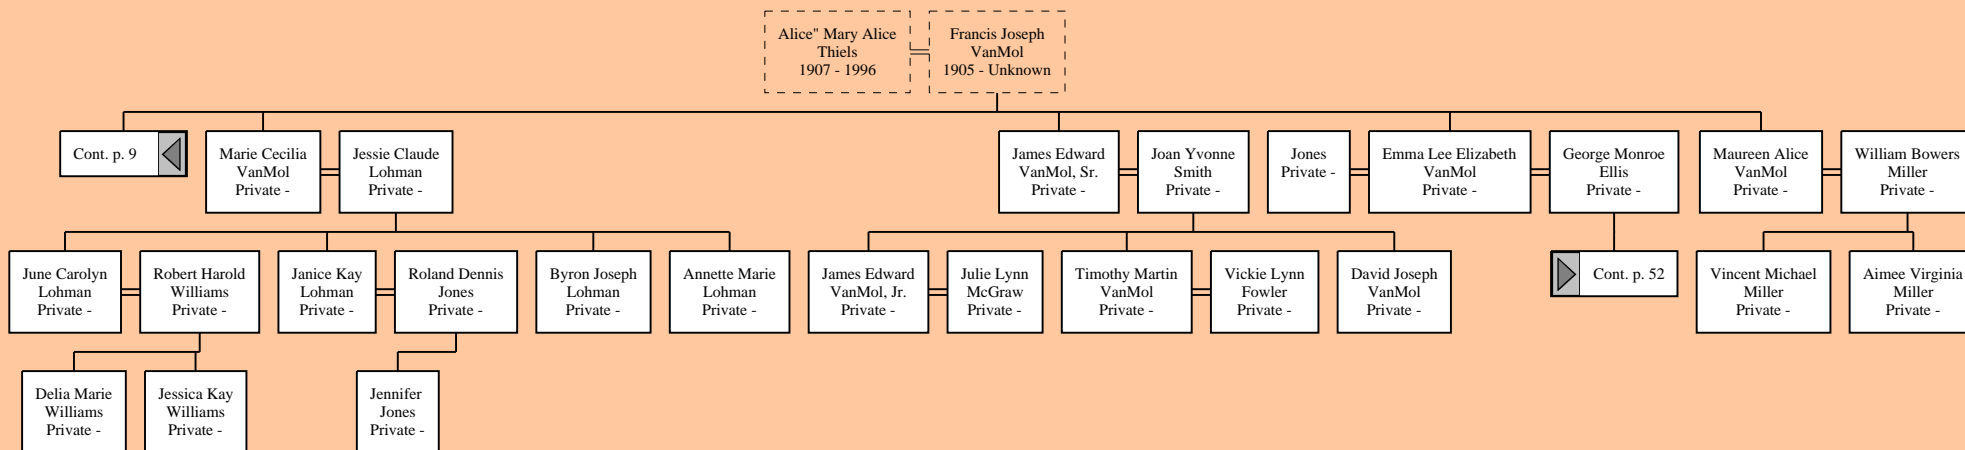 Alice" Mary Alice
Thiels
1907 - 1996
Francis Joseph
VanMol
1905 - Unknown
Cont. p. 9
Marie Cecilia
VanMol
Private -
Jessie Claude
Lohman
Private -
James Edward
VanMol, Sr.
Private -
Joan Yvonne
Smith
Private -
Jones
Private -
Emma Lee Elizabeth
VanMol
Private -
George Monroe
Ellis
Private -
Maureen Alice
VanMol
Private -
William Bowers
Miller
Private -
June Carolyn
Lohman
Private -
Robert Harold
Williams
Private -
Janice Kay
Lohman
Private -
Roland Dennis
Jones
Private -
Byron Joseph
Lohman
Private -
Annette Marie
Lohman
Private -
James Edward
VanMol, Jr.
Private -
Julie Lynn
McGraw
Private -
Timothy Martin
VanMol
Private -
Vickie Lynn
Fowler
Private -
David Joseph
VanMol
Private -
Cont. p. 52
Vincent Michael
Miller
Private -
Aimee Virginia
Miller
Private -
Delia Marie
Williams
Private -
Jessica Kay
Williams
Private -
Jennifer
Jones
Private -